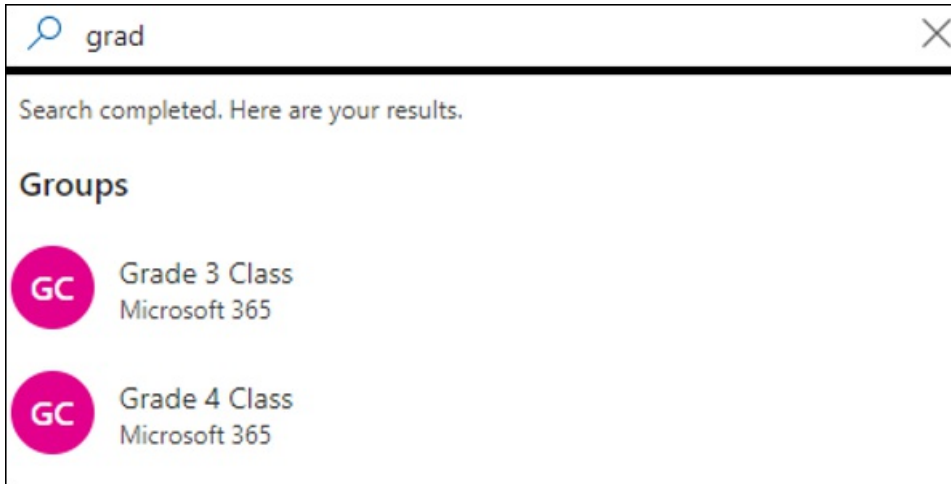 grad
Search completed. Here are your results.
Groups
GC
Grade 3 Class
Microsoft 365
GC
Grade 4 Class
Microsoft 365